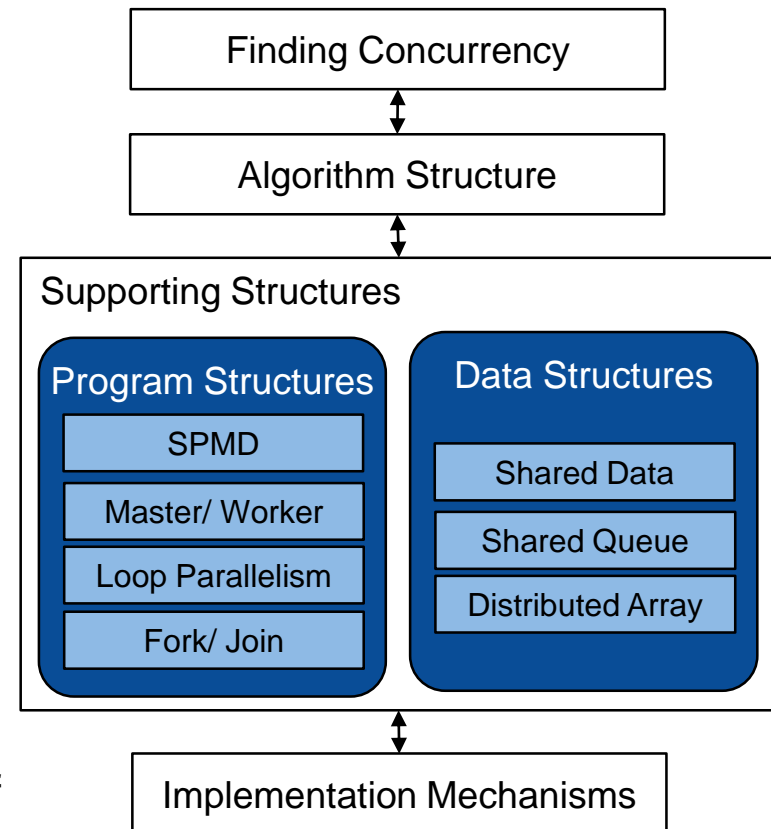 Finding Concurrency
Algorithm Structure
Supporting Structures
Program Structures
SPMD
Master/ Worker
Loop Parallelism
Fork/ Join
Data Structures
Shared Data
Shared Queue
Distributed Array
Implementation Mechanisms